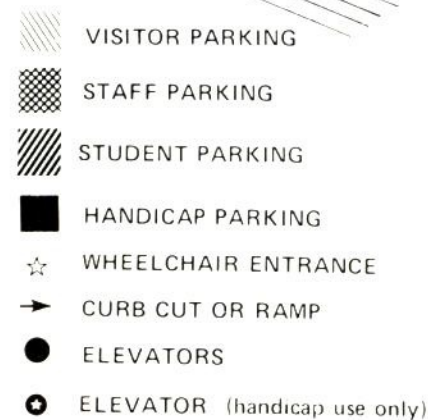 VISITOR PARKING
STAFF PARKING
STUDENT PARKING
HANDICAP PARKING
WHEELCHAIR ENTRANCE
CURB CUT OR RAMP
ELEVATORS
ELEVATOR (handicap use only)